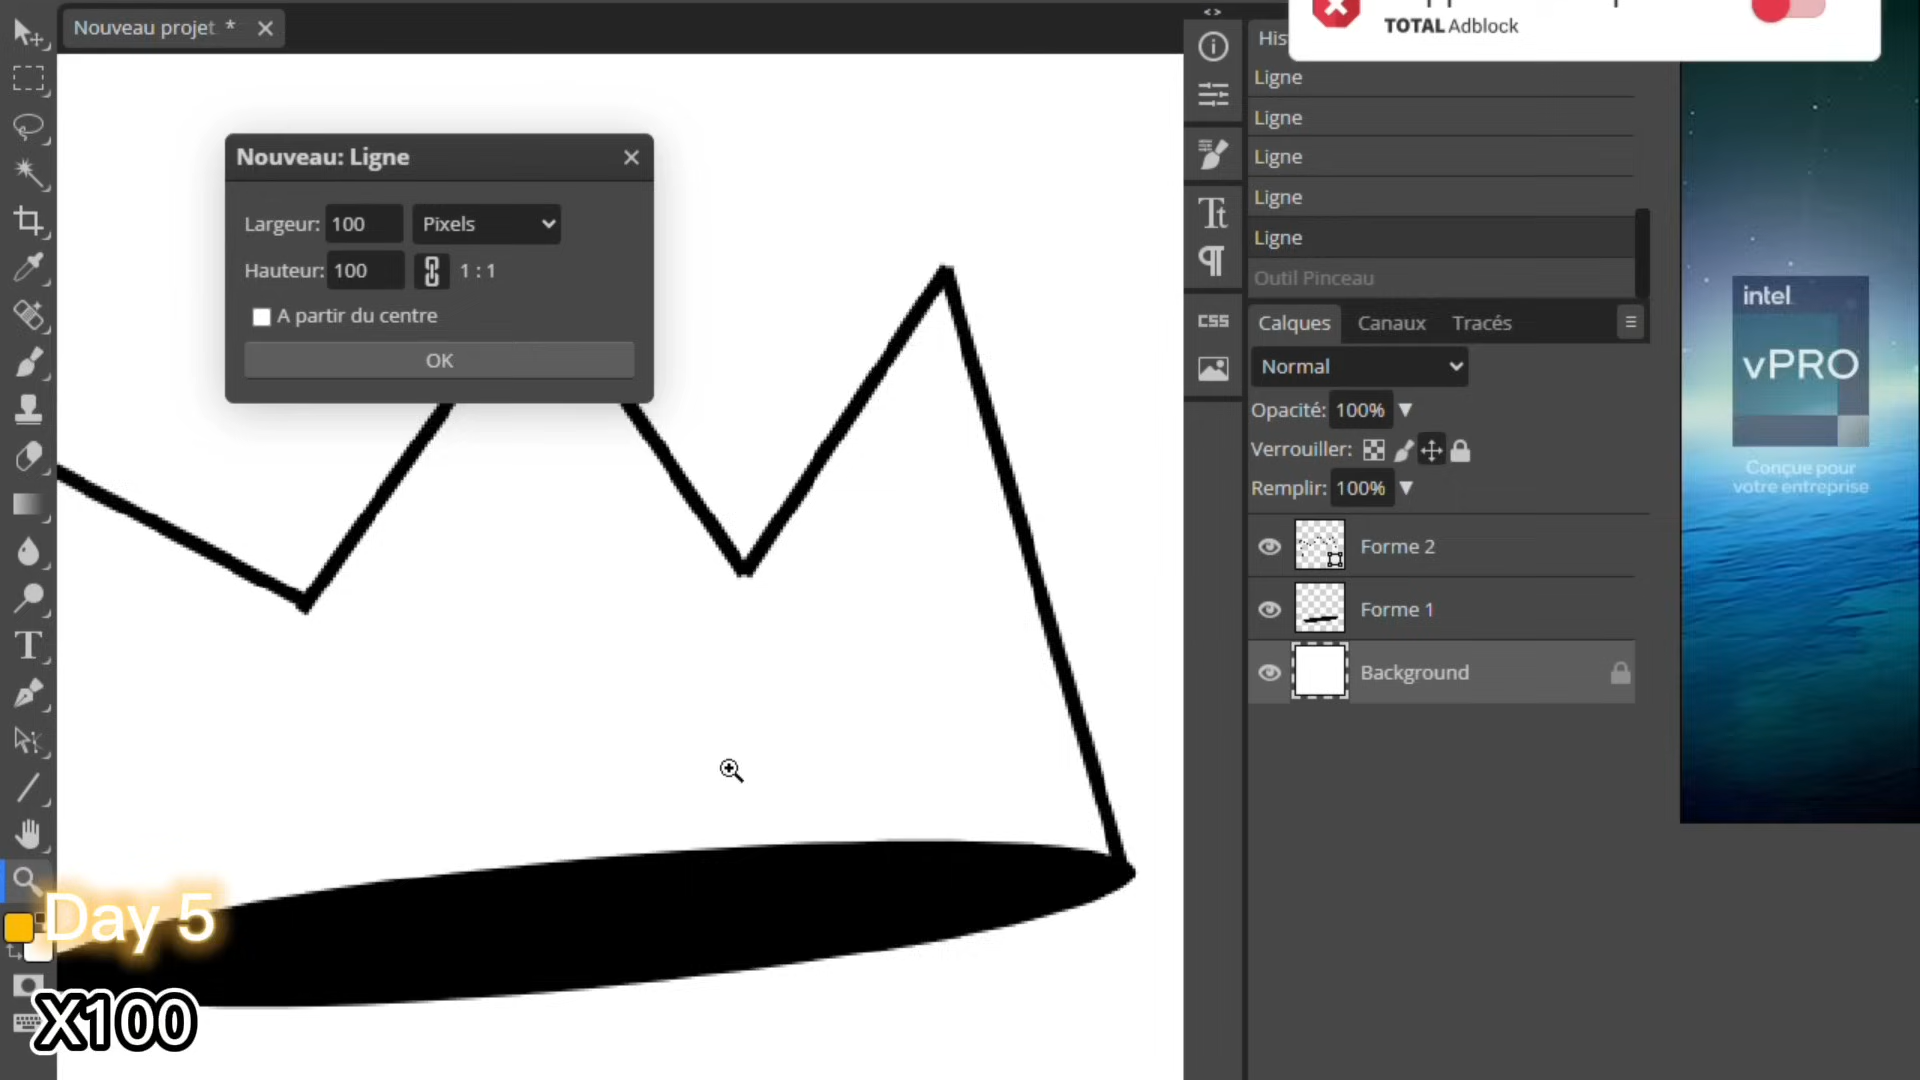 Nouveau projet *
Nouveau: Ligne
Largeur: 100 Pixels
Hauteur: 100 1 : 1
A partir du centre
OK
Day 5
X100
His
Ligne
Ligne
Ligne
Ligne
Ligne
Outil Pinceau
CSS
Calques Canaux Tracés
Normal
Opacité: 100%
Verrouiller:
Remplir: 100%
Forme 2
Forme 1
Background
TOTAL Adblock
intel
vPRO
Conçue pour
votre entreprise